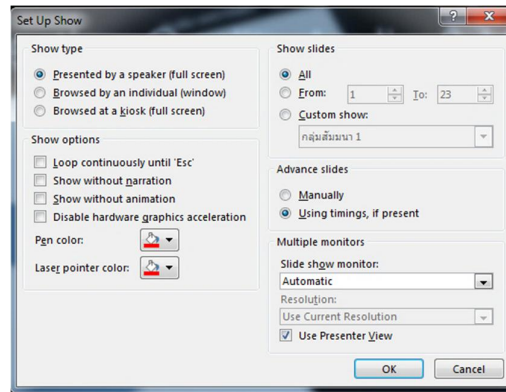 Set Up Show
?
X
Show type
Presented by a speaker (full screen)
Browsed by an individual (window)
Browsed at a kiosk (full screen)
Show options
Loop continuously until 'Esc'
Show without narration
Show without animation
Disable hardware graphics acceleration
Pen color:
Laser pointer color:
Show slides
All
From: 1 To: 23
Custom show:
กลุ่มสัมมนา 1
Advance slides
Manually
Using timings, if present
Multiple monitors
Slide show monitor:
Automatic
Resolution:
Use Current Resolution
Use Presenter View
OK Cancel